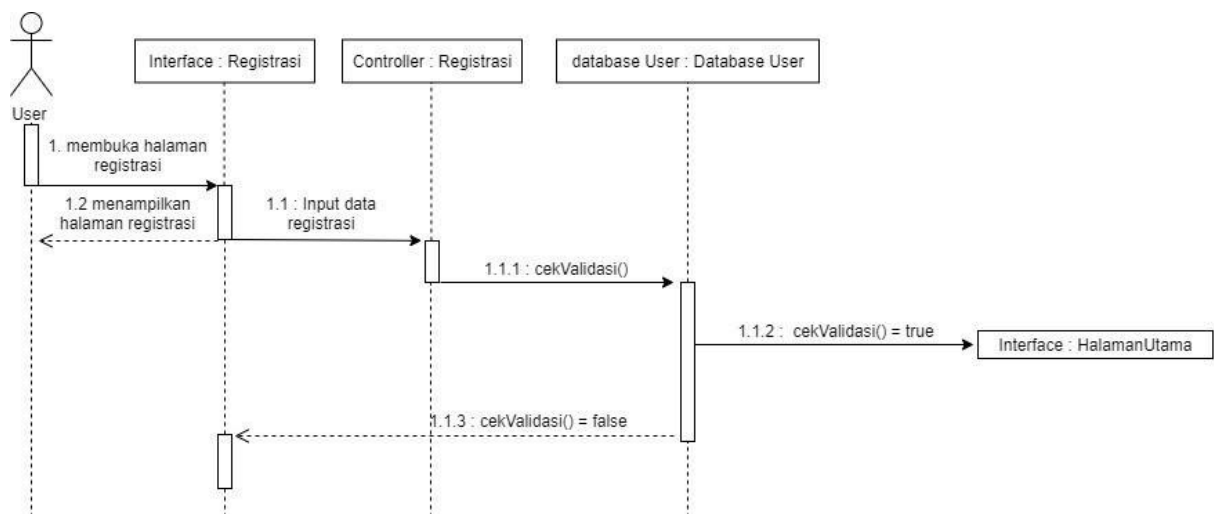 Interface : Registrasi
Controller : Registrasi
database User : Database User
User
1. membuka halaman
registrasi
1.2 menampilkan
halaman registrasi
1.1 : Input data
registrasi
1.1.1 : cekValidasi()
1.1.2 : cekValidasi() = true
Interface : HalamanUtama
1.1.3 : cekValidasi() = false